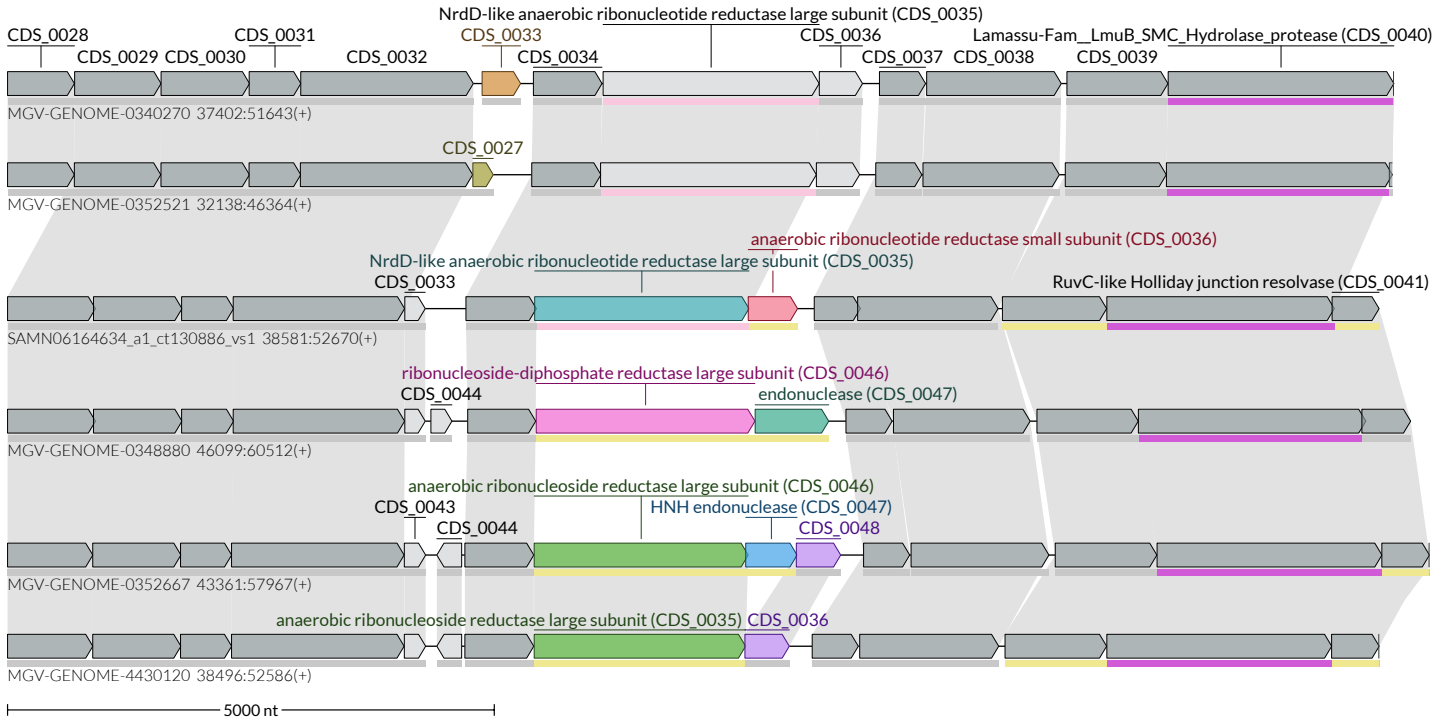 NrdD-like anaerobic ribonucleotide reductase large subunit (CDS_0035)
CDS_0028 CDS_0031 CDS_0033 CDS_0036 Lamassu-Fam__LmuB_SMC_Hydrolase_protease (CDS_0040)
CDS_0029 CDS_0030 CDS_0032 CDS_0034 CDS_0037 CDS_0038 CDS_0039
MGV-GENOME-0340270 37402:51643(+)
CDS_0027
MGV-GENOME-0352521 32138:46364(+)
anaerobic ribonucleotide reductase small subunit (CDS_0036)
NrdD-like anaerobic ribonucleotide reductase large subunit (CDS_0035)
CDS_0033 RuvC-like Holliday junction resolvase (CDS_0041)
SAMN06164634_a1_ct130886_vs1 38581:52670(+)
ribonucleoside-diphosphate reductase large subunit (CDS_0046)
CDS_0044 endonuclease (CDS_0047)
MGV-GENOME-0348880 46099:60512(+)
anaerobic ribonucleoside reductase large subunit (CDS_0046)
CDS_0043 HNH endonuclease (CDS_0047)
CDS_0044 CDS_0048
MGV-GENOME-0352667 43361:57967(+)
anaerobic ribonucleoside reductase large subunit (CDS_0035) CDS_0036
MGV-GENOME-4430120 38496:52586(+)
5000 nt